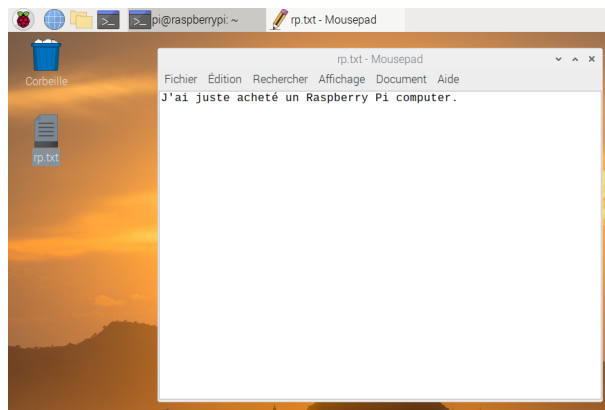 pi@raspberrypi: ~ rp.txt - Mousepad
Corbeille
rp.txt
rp.txt - Mousepad
Fichier Édition Rechercher Affichage Document Aide
J'ai juste acheté un Raspberry Pi computer.